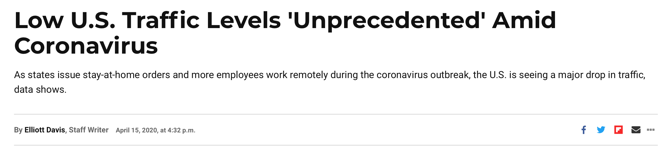 Low U.S. Traffic Levels 'Unprecedented' Amid
Coronavirus
As states issue stay-at-home orders and more employees work remotely during the coronavirus outbreak, the U.S. is seeing a major drop in traffic,
data shows.
By Elliott Davis, Staff Writer April 15, 2020, at 4:32 p.m.